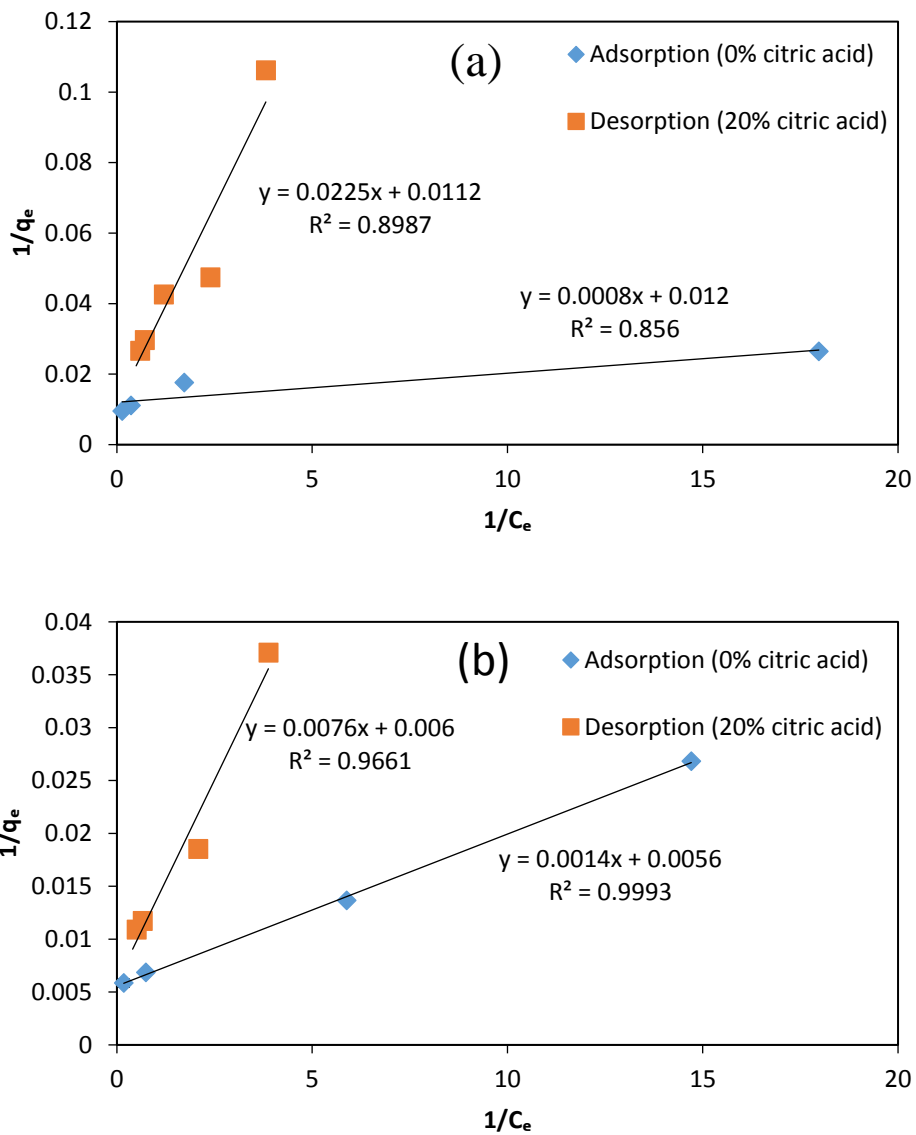 0.12
(a)
Adsorption (0% citric acid)
0.1
Desorption (20% citric acid)
0.08
y = 0.0225x + 0.0112
R² = 0.8987
0.06
1/qₑ
0.04
y = 0.0008x + 0.012
R² = 0.856
0.02
0
0 5 10 15 20
1/Cₑ
0.04
(b)
Adsorption (0% citric acid)
0.035
Desorption (20% citric acid)
0.03
y = 0.0076x + 0.006
R² = 0.9661
0.025
0.02
1/qₑ
y = 0.0014x + 0.0056
R² = 0.9993
0.015
0.01
0.005
0
0 5 10 15 20
1/Cₑ